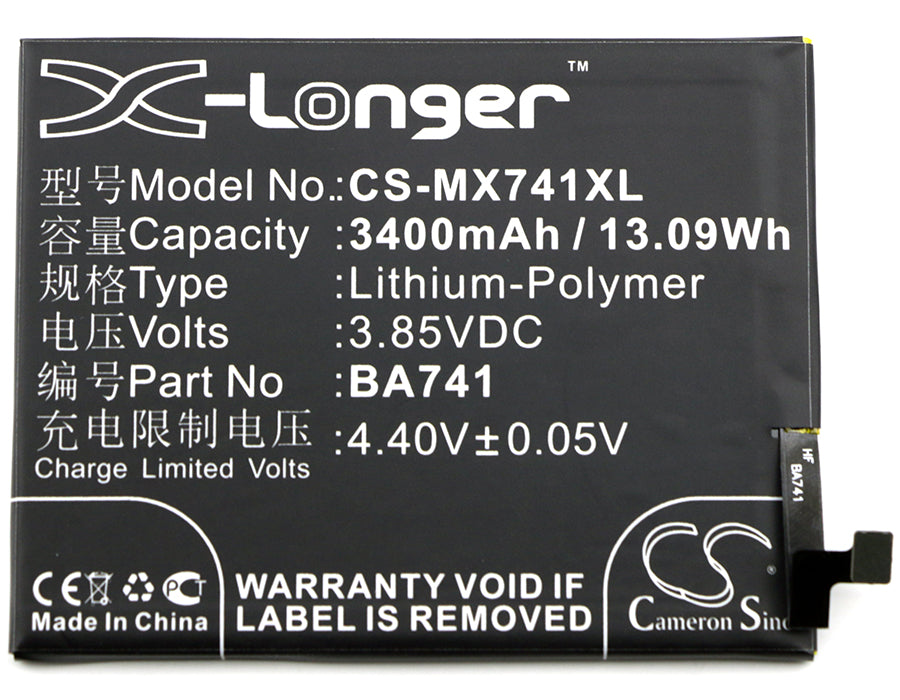 X-Longer™
型号Model No.:CS-MX741XL
容量Capacity :3400mAh / 13.09Wh
规格Type :Lithium-Polymer
电压Volts :3.85VDC
编号Part No :BA741
充电限制电压 :4.40V±0.05V
Charge Limited Volts
HF
BA741
CE PCT
Made In China
WARRANTY VOID IF
LABEL IS REMOVED
CS
Cameron Sino